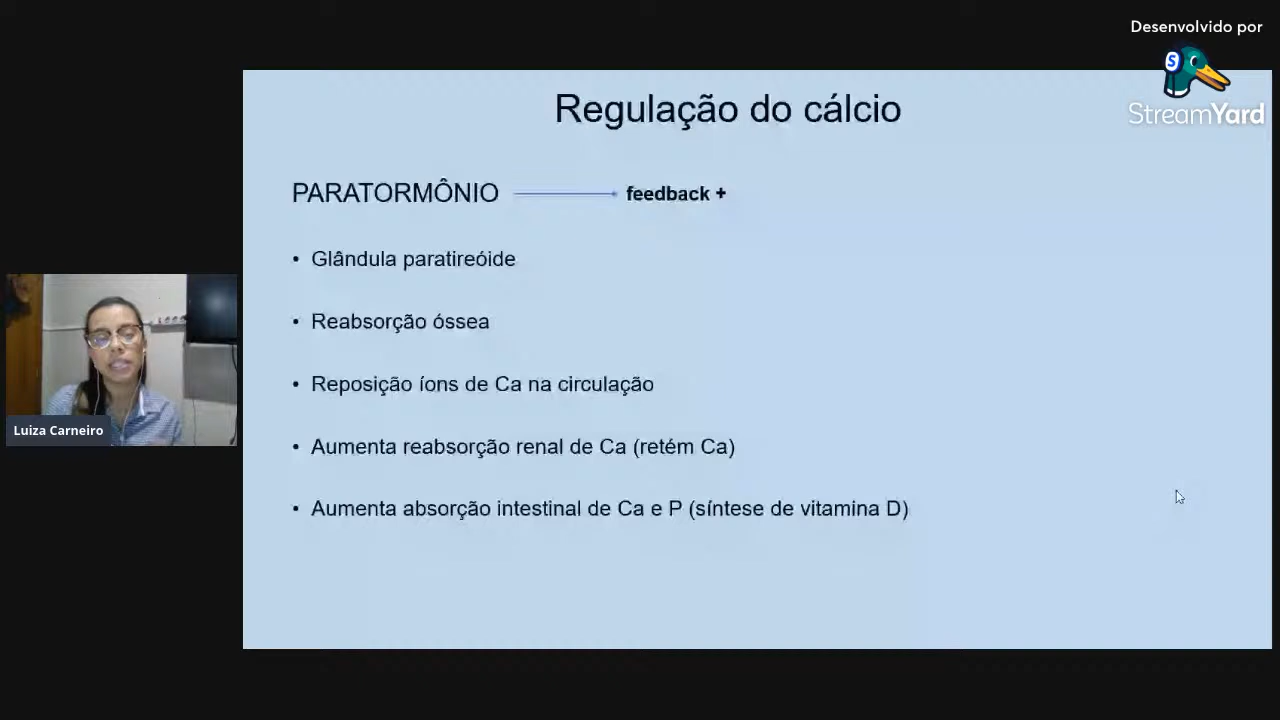 Desenvolvido por
StreamYard
Regulação do cálcio
PARATORMÔNIO feedback +
• Glândula paratireóide
• Reabsorção óssea
• Reposição íons de Ca na circulação
• Aumenta reabsorção renal de Ca (retém Ca)
• Aumenta absorção intestinal de Ca e P (síntese de vitamina D)
Luiza Carneiro